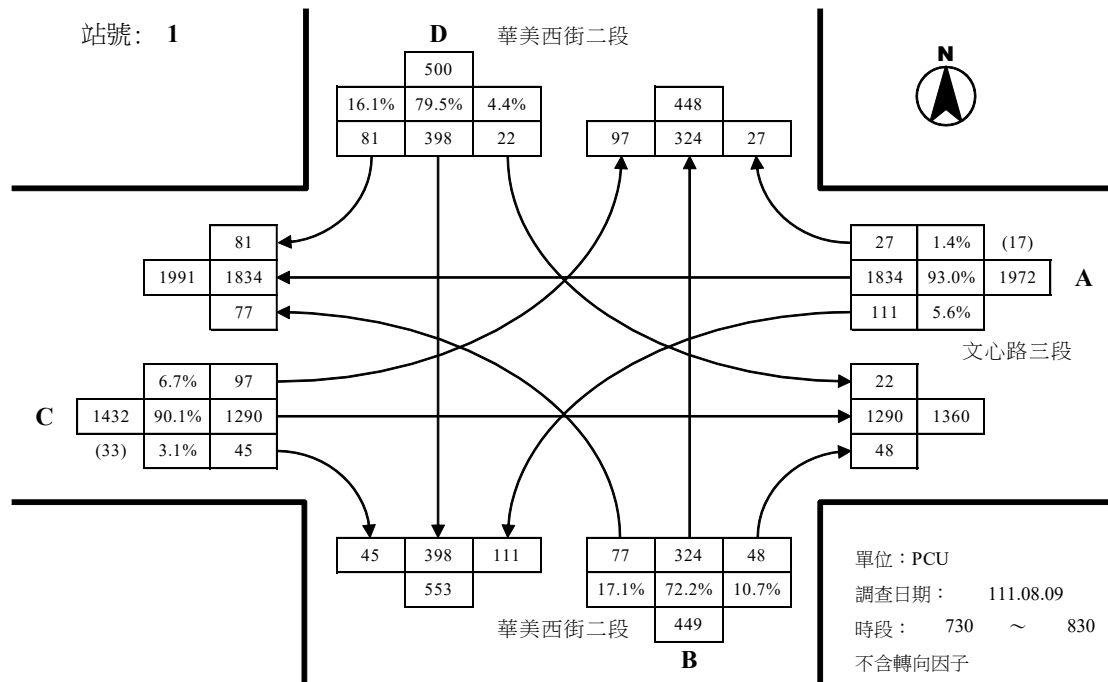 站號: 1
D 華美西街二段
N
500
16.1% 79.5% 4.4%
81 398 22
448
97 324 27
81
1991 1834
77
27 1.4% (17)
1834 93.0% 1972 A
111 5.6%
文心路三段
6.7% 97
C 1432 90.1% 1290
(33) 3.1% 45
22
1290 1360
48
45 398 111
553
77 324 48
17.1% 72.2% 10.7%
449
華美西街二段
B
單位：PCU
調查日期： 111.08.09
時段： 730 ～ 830
不含轉向因子